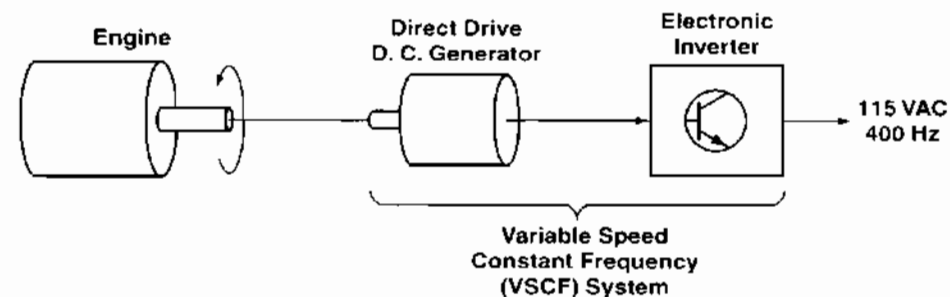 Engine
Direct Drive
D. C. Generator
Electronic
Inverter
115 VAC
400 Hz
Variable Speed
Constant Frequency
(VSCF) System